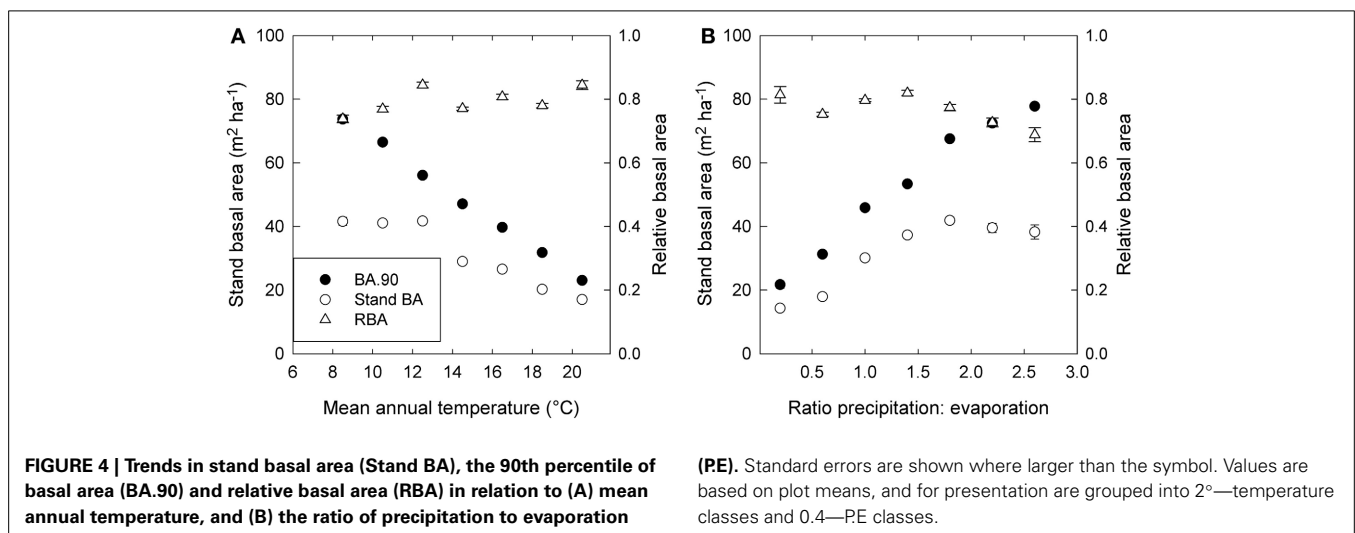 A
100
80
60
40
20
0
Stand basal area (m² ha⁻¹)
1.0
0.8
0.6
0.4
0.2
0.0
Relative basal area
BA.90
Stand BA
RBA
6 8 10 12 14 16 18 20
Mean annual temperature (°C)
B
100
80
60
40
20
0
Stand basal area (m² ha⁻¹)
1.0
0.8
0.6
0.4
0.2
0.0
Relative basal area
0.5 1.0 1.5 2.0 2.5 3.0
Ratio precipitation: evaporation
FIGURE 4 | Trends in stand basal area (Stand BA), the 90th percentile of
basal area (BA.90) and relative basal area (RBA) in relation to (A) mean
annual temperature, and (B) the ratio of precipitation to evaporation
(P.E). Standard errors are shown where larger than the symbol. Values are
based on plot means, and for presentation are grouped into 2°—temperature
classes and 0.4—P.E classes.